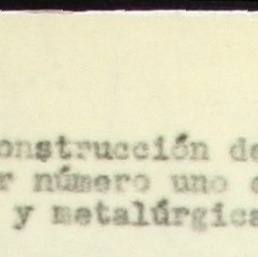 onstrucción de
r número uno
y metalúrgica